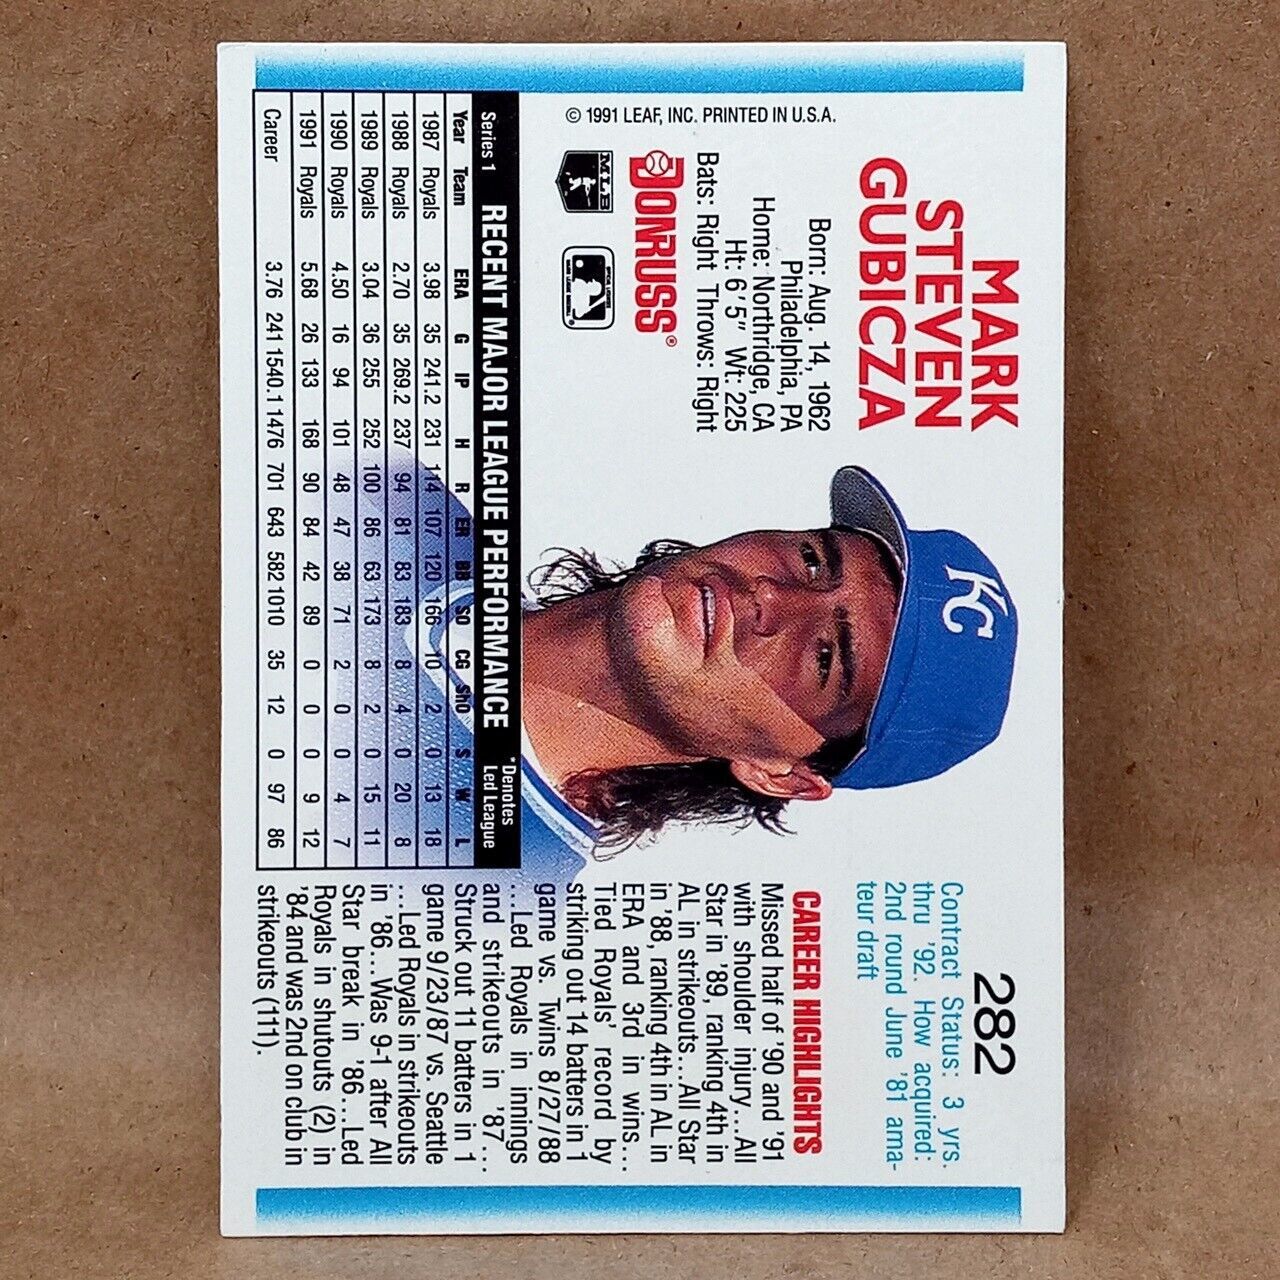 MARK
STEVEN
GUBICZA
Born: Aug. 14, 1962
Philadelphia, PA
Home: Northridge, CA
Ht: 6'5" Wt: 225
Bats: Right Throws: Right
DONRUSS®
MLB
© 1991 LEAF, INC. PRINTED IN U.S.A.
KC
282
Contract Status: 3 yrs.
thru '92. How acquired:
2nd round June '81 ama-
teur draft
CAREER HIGHLIGHTS
Missed half of '90 and '91
with shoulder injury...All
Star in '89, ranking 4th in
AL in strikeouts...All Star
in '88, ranking 4th in AL in
ERA and 3rd in wins...
Tied Royals' record by
striking out 14 batters in 1
game vs. Twins 8/27/88
...Led Royals in innings
and strikeouts in '87...
Struck out 11 batters in 1
game 9/23/87 vs. Seattle
...Led Royals in strikeouts
in '86...Was 9-1 after All
Star break in '86...Led
Royals in shutouts (2) in
'84 and was 2nd on club in
strikeouts (111).
Series 1 RECENT MAJOR LEAGUE PERFORMANCE *Denotes
Led League
Year Team ERA G IP H R ER BB SO CG ShO S W L
1987 Royals 3.98 35 241.2 231 114 107 120 166 10 2 0 13 18
1988 Royals 2.70 35 269.2 237 94 81 83 183 8 4 0 20 8
1989 Royals 3.04 36 255 252 100 86 63 173 8 2 0 15 11
1990 Royals 4.50 16 94 101 48 47 38 71 2 0 0 4 7
1991 Royals 5.68 26 133 168 90 84 42 89 0 0 0 9 12
Career 3.76 241 1540.1 1476 701 643 582 1010 35 12 0 97 86